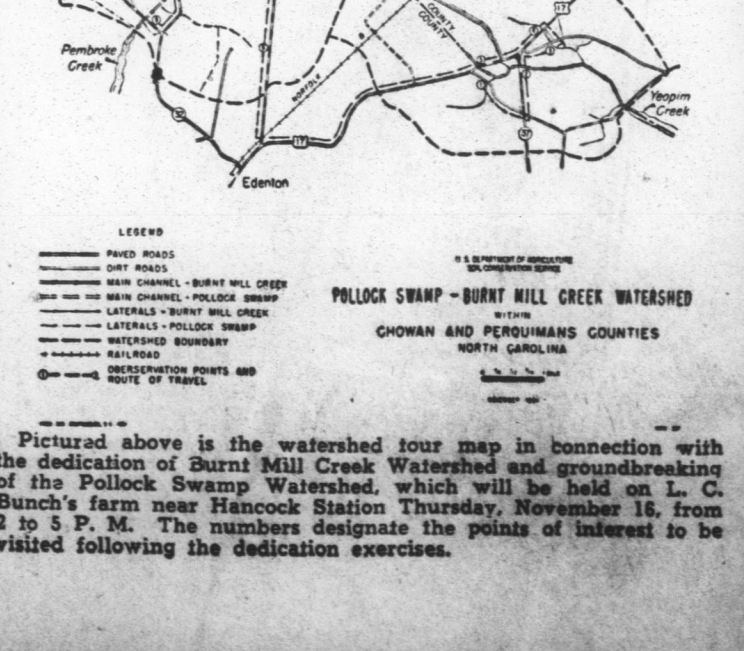 17
Pembroke
Creek
COUNTY
COUNTY
NORFOLK
Yeopim
Creek
32
17
37
Edenton
LEGEND
PAVED ROADS
DIRT ROADS
MAIN CHANNEL - BURNT MILL CREEK
MAIN CHANNEL - POLLOCK SWAMP
LATERALS - BURNT MILL CREEK
LATERALS - POLLOCK SWAMP
WATERSHED BOUNDARY
RAILROAD
OBERSERVATION POINTS AND
ROUTE OF TRAVEL
U. S. DEPARTMENT OF AGRICULTURE
SOIL CONSERVATION SERVICE
POLLOCK SWAMP - BURNT MILL CREEK WATERSHED
WITHIN
CHOWAN AND PERQUIMANS COUNTIES
NORTH CAROLINA
Pictured above is the watershed tour map in connection with
the dedication of Burnt Mill Creek Watershed and groundbreaking
of the Pollock Swamp Watershed, which will be held on L. C.
Bunch's farm near Hancock Station Thursday, November 16, from
2 to 5 P. M. The numbers designate the points of interest to be
visited following the dedication exercises.